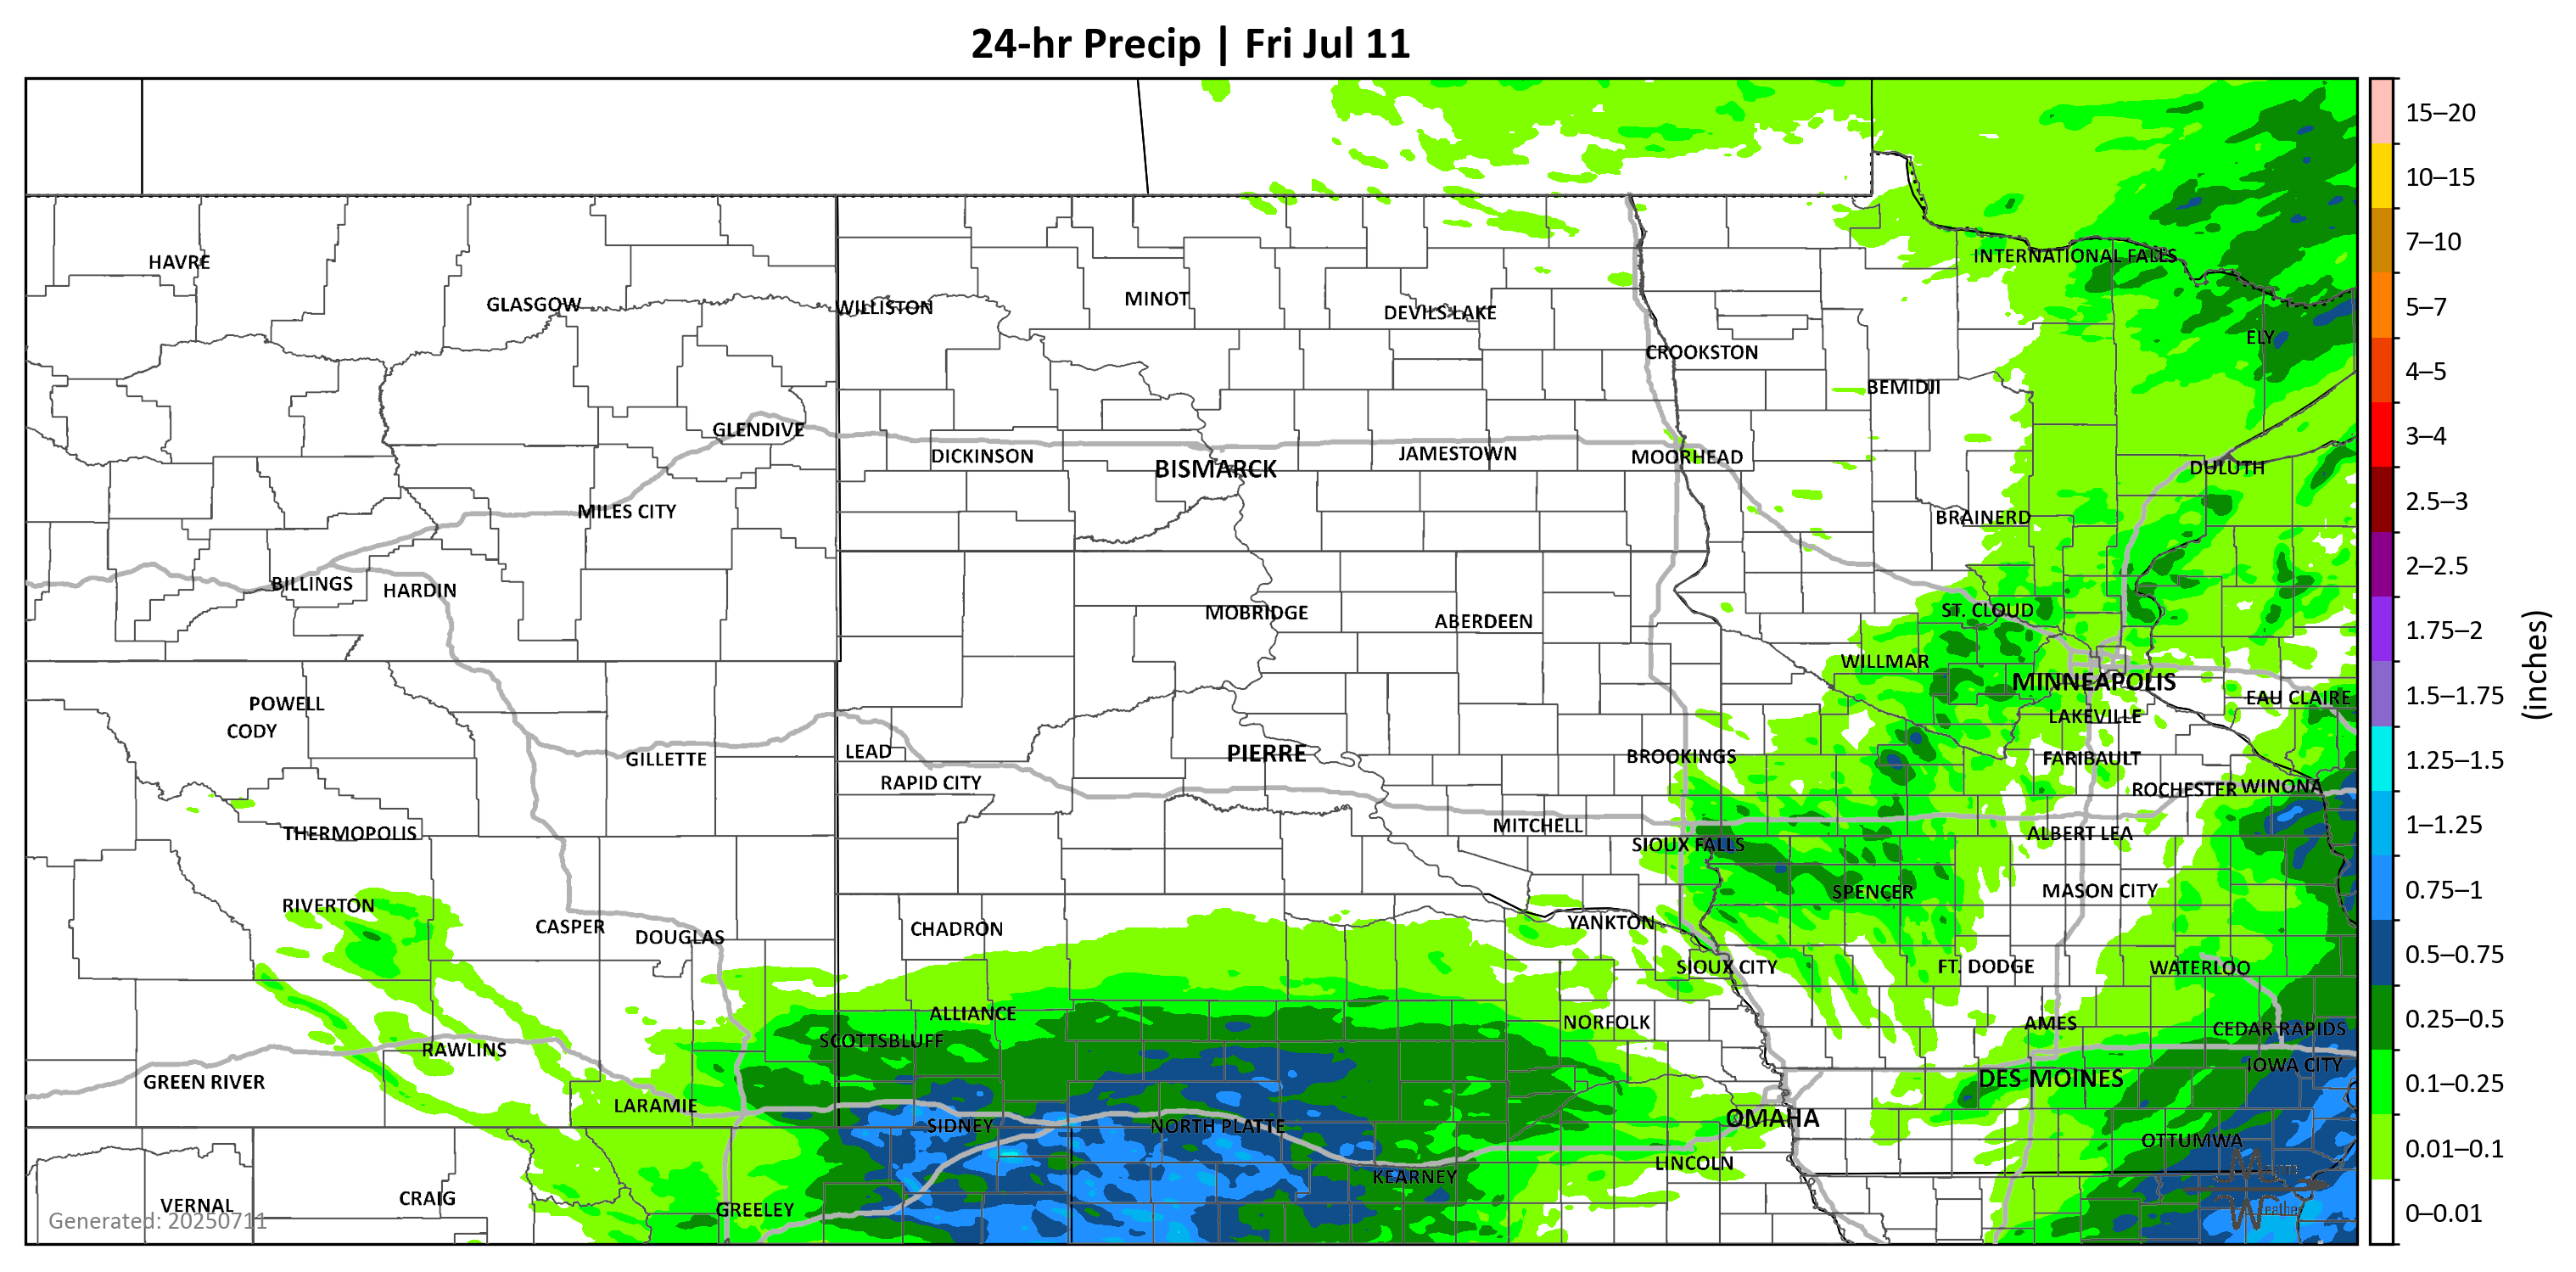 24-hr Precip | Fri Jul 11
15–20
10–15
HAVRE
INTERNATIONAL FALLS
7–10
GLASGOW
WILLISTON
MINOT
DEVILS LAKE
5–7
CROOKSTON
ELY
BEMIDJI
4–5
GLENDIVE
DICKINSON
BISMARCK
JAMESTOWN
MOORHEAD
DULUTH
3–4
MILES CITY
BRAINERD
2.5–3
BILLINGS
HARDIN
2–2.5
MOBRIDGE
ABERDEEN
ST. CLOUD
1.75–2
WILLMAR
MINNEAPOLIS
(inches)
POWELL
EAU CLAIRE
1.5–1.75
CODY
LAKEVILLE
GILLETTE
LEAD
PIERRE
BROOKINGS
FARIBAULT
1.25–1.5
RAPID CITY
ROCHESTER
WINONA
THERMOPOLIS
MITCHELL
SIOUX FALLS
ALBERT LEA
1–1.25
RIVERTON
SPENCER
MASON CITY
0.75–1
CASPER
DOUGLAS
CHADRON
YANKTON
SIOUX CITY
FT. DODGE
WATERLOO
0.5–0.75
ALLIANCE
SCOTTSBLUFF
NORFOLK
AMES
CEDAR RAPIDS
0.25–0.5
RAWLINS
IOWA CITY
GREEN RIVER
DES MOINES
0.1–0.25
LARAMIE
SIDNEY
NORTH PLATTE
OMAHA
OTTUMWA
0.01–0.1
KEARNEY
LINCOLN
VERNAL
CRAIG
GREELEY
Generated: 20250711
0–0.01